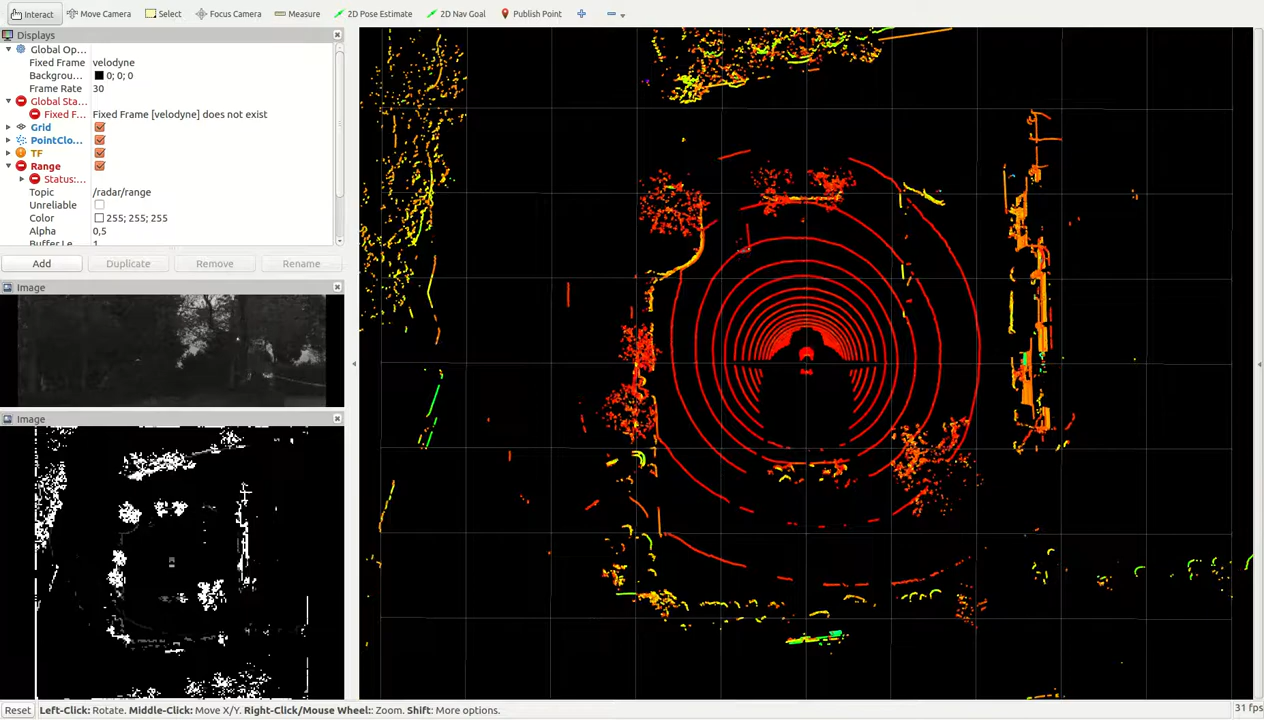 Interact Move Camera Select Focus Camera Measure 2D Pose Estimate 2D Nav Goal Publish Point
Displays
Global Op...
Fixed Frame velodyne
Backgrou... 0; 0; 0
Frame Rate 30
Global Sta...
Fixed F... Fixed Frame [velodyne] does not exist
Grid
PointClo...
TF
Range
Status:...
Topic /radar/range
Unreliable
Color 255; 255; 255
Alpha 0,5
Buffer Le... 1
Add Duplicate Remove Rename
Image
Image
Reset Left-Click: Rotate. Middle-Click: Move X/Y. Right-Click/Mouse Wheel:: Zoom. Shift: More options. 31 fps